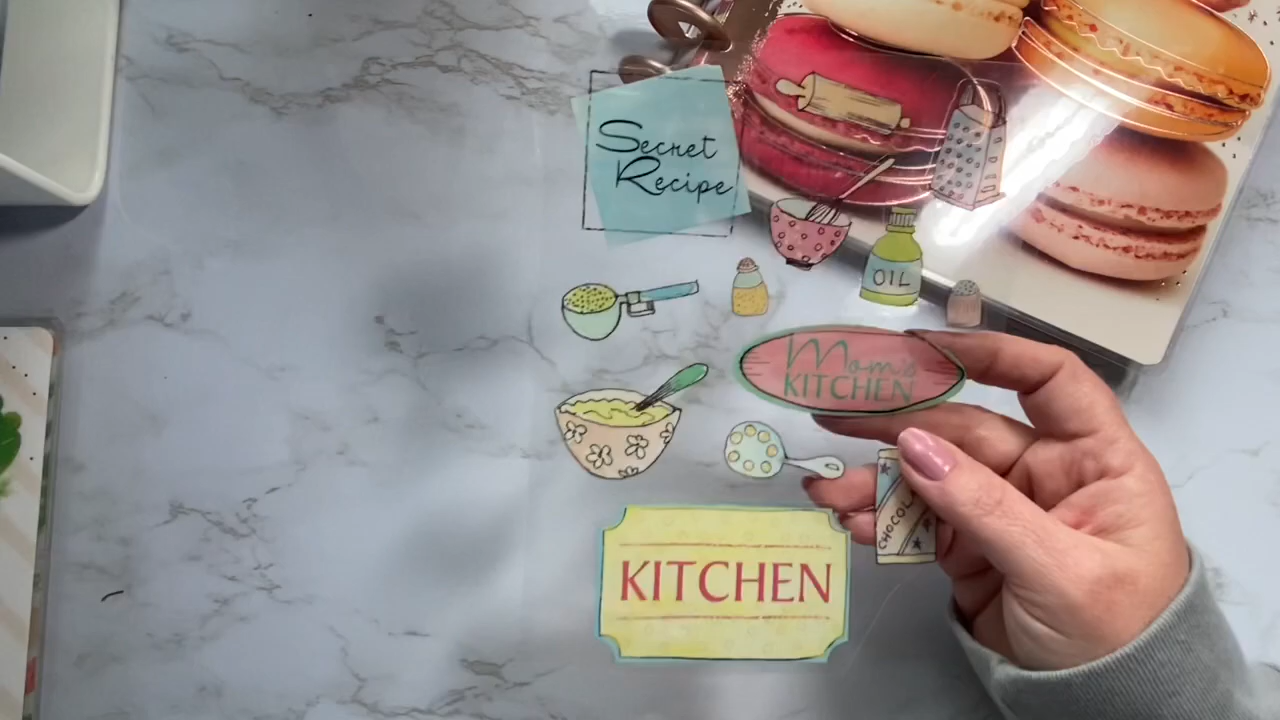 Secret
Recipe
OIL
Mom's
KITCHEN
KITCHEN